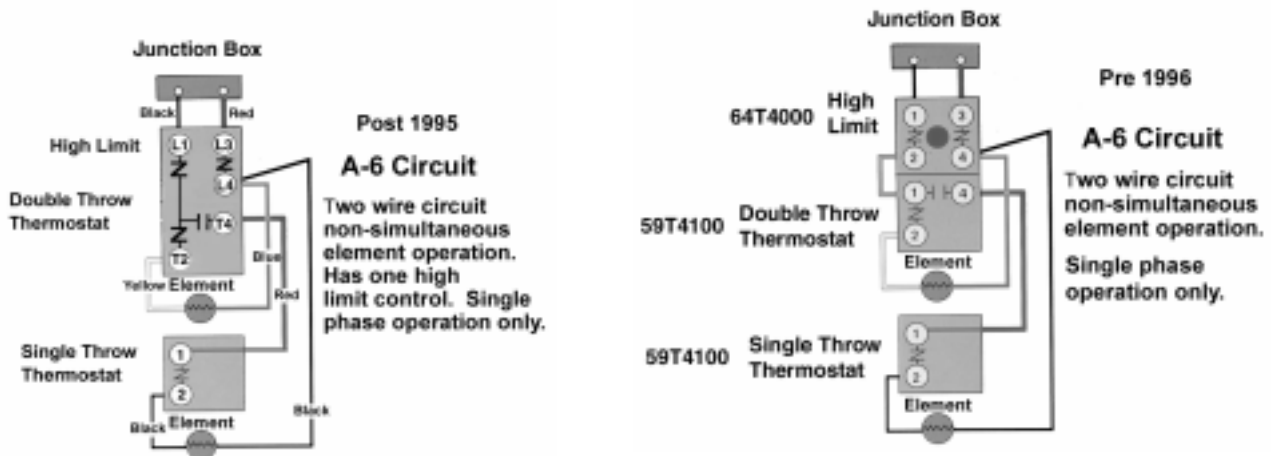 Junction Box
Black
Red
High Limit
L1
L3
L4
Double Throw
Thermostat
T4
T2
Blue
Yellow
Element
Red
Single Throw
Thermostat
1
2
Black
Element
Black
Post 1995
A-6 Circuit
Two wire circuit
non-simultaneous
element operation.
Has one high
limit control. Single
phase operation only.
Junction Box
Pre 1996
64T4000
High
Limit
1
3
2
4
A-6 Circuit
Two wire circuit
non-simultaneous
element operation.
Single phase
operation only.
59T4100
Double Throw
Thermostat
1
4
2
Element
59T4100
Single Throw
Thermostat
1
2
Element